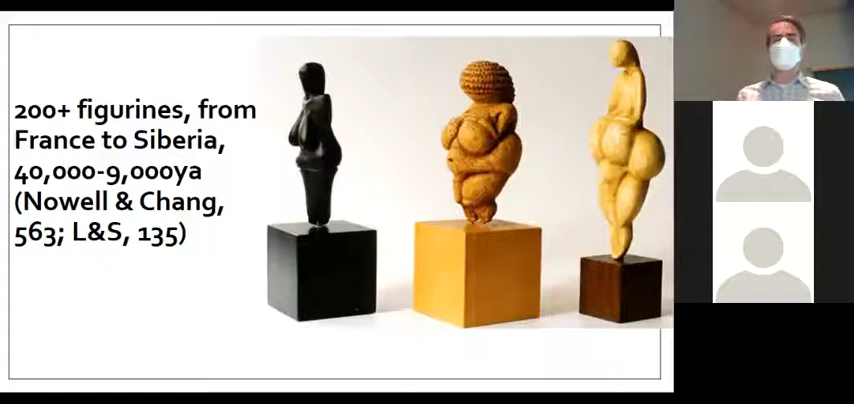 200+ figurines, from
France to Siberia,
40,000-9,000ya
(Nowell & Chang,
563; L&S, 135)